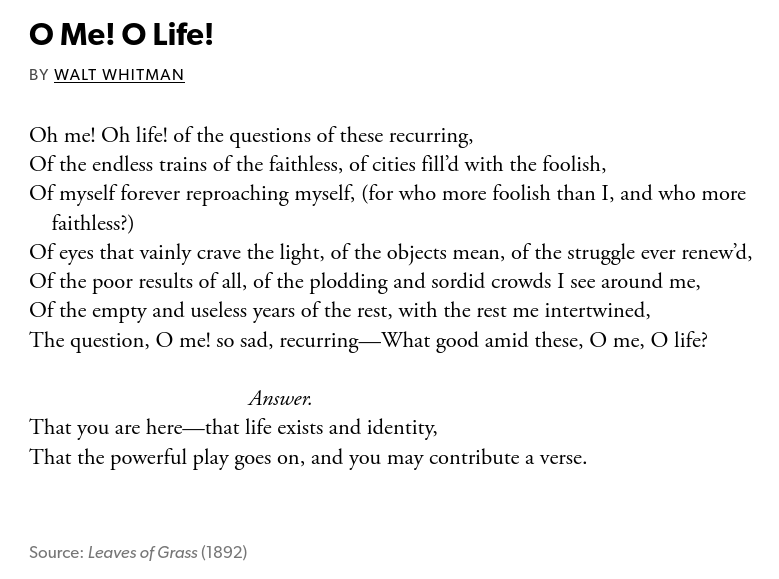 O Me! O Life!
BY WALT WHITMAN
Oh me! Oh life! of the questions of these recurring,
Of the endless trains of the faithless, of cities fill’d with the foolish,
Of myself forever reproaching myself, (for who more foolish than I, and who more
faithless?)
Of eyes that vainly crave the light, of the objects mean, of the struggle ever renew’d,
Of the poor results of all, of the plodding and sordid crowds I see around me,
Of the empty and useless years of the rest, with the rest me intertwined,
The question, O me! so sad, recurring—What good amid these, O me, O life?
Answer.
That you are here—that life exists and identity,
That the powerful play goes on, and you may contribute a verse.
Source: Leaves of Grass (1892)